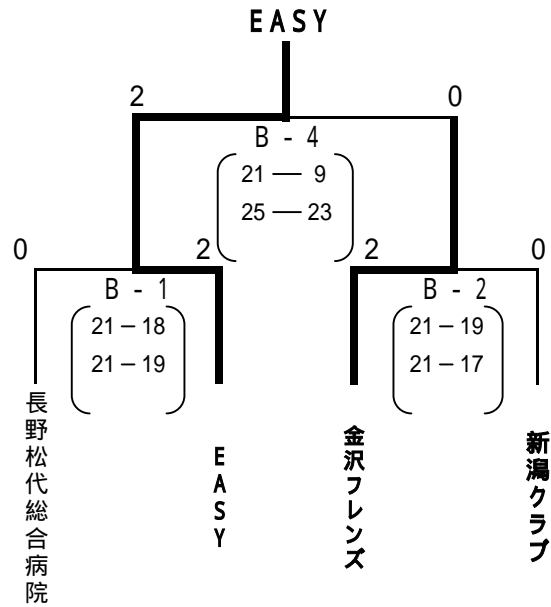 EASY
2 0
B - 4
21 — 9
25 — 23
0 2 2 0
B - 1 B - 2
21 – 18 21 – 19
21 – 19 21 – 17
長野松代総合病院
EASY
金沢フレンズ
新潟クラブ